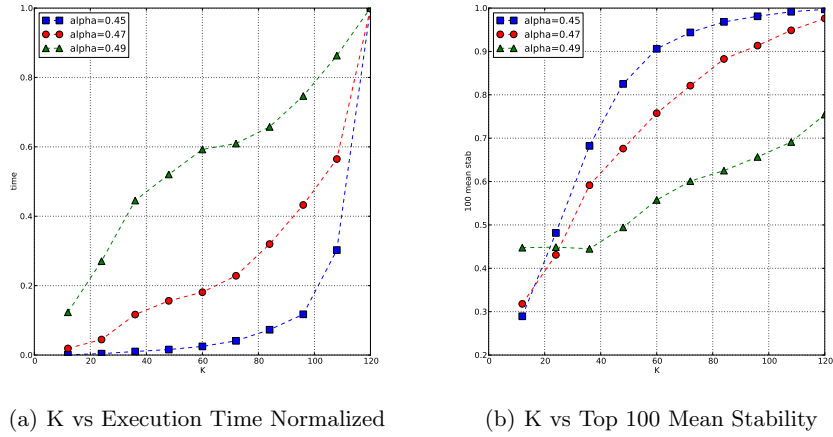 alpha=0.45
alpha=0.47
alpha=0.49
1.0
0.8
0.6
0.4
0.2
0.0
time
0 20 40 60 80 100 120
K
(a) K vs Execution Time Normalized
alpha=0.45
alpha=0.47
alpha=0.49
1.0
0.9
0.8
0.7
0.6
0.5
0.4
0.3
0.2
100 mean stab
0 20 40 60 80 100 120
K
(b) K vs Top 100 Mean Stability